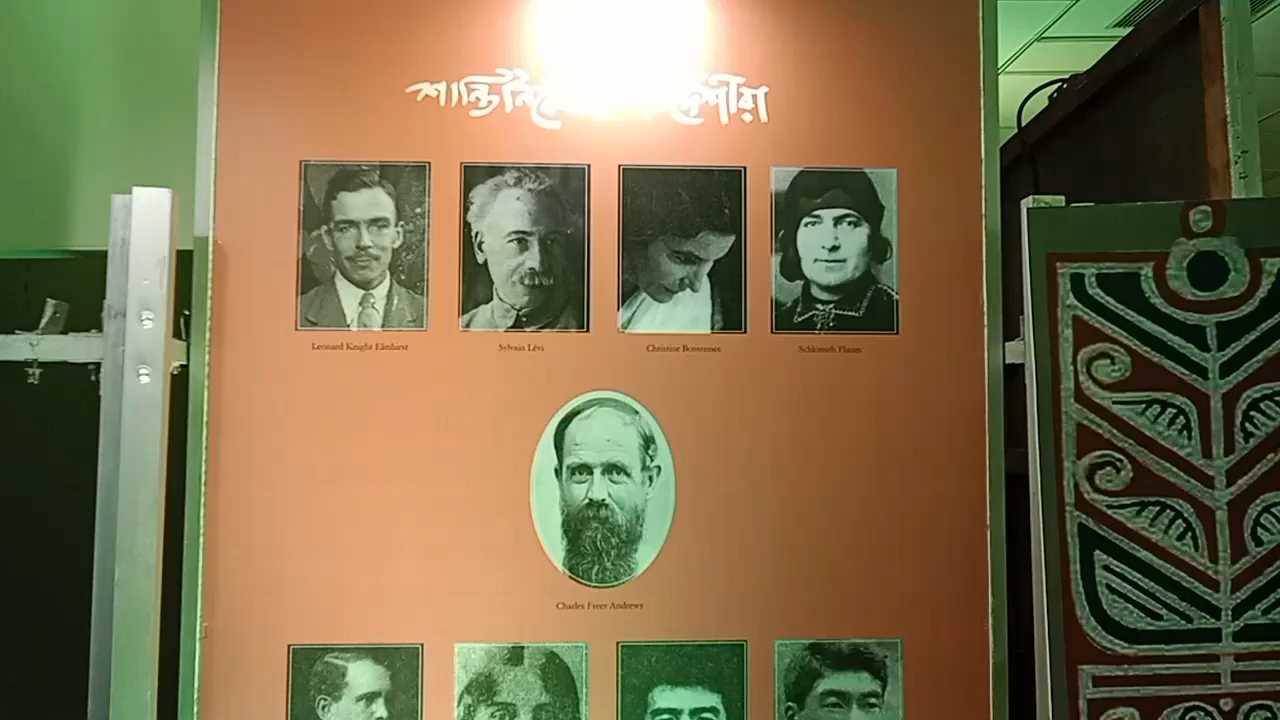 Leonard Knight Elmhirst
Sylvain Lévi
Christine Bossennec
Schlomith Flaum
Charles Freer Andrews